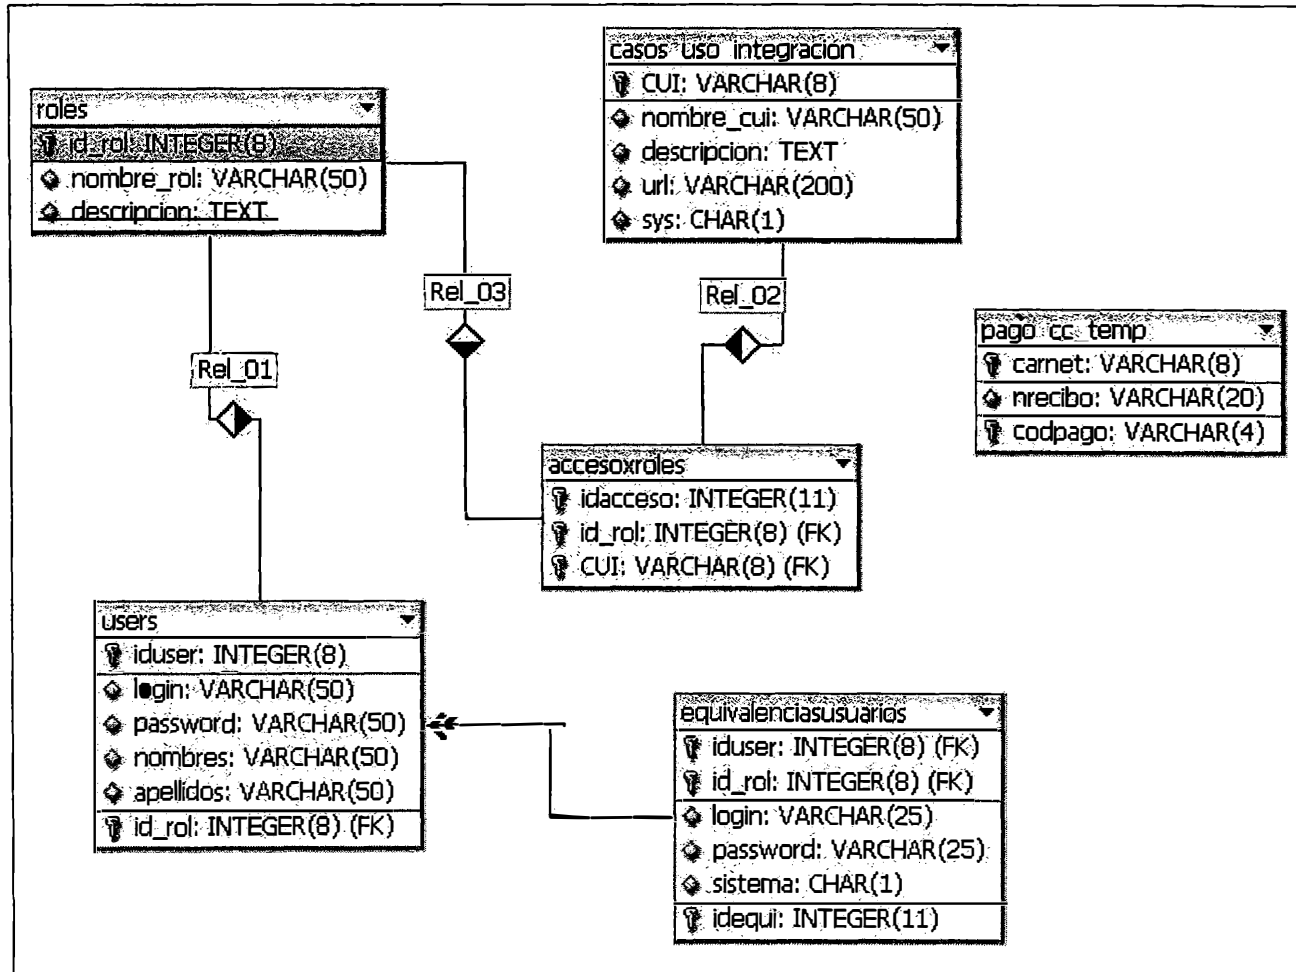 roles
id_rol: INTEGER(8)
nombre_rol: VARCHAR(50)
descripcion: TEXT
casos_uso_integración
CUI: VARCHAR(8)
nombre_cui: VARCHAR(50)
descripcion: TEXT
url: VARCHAR(200)
sys: CHAR(1)
Rel_03
Rel_02
Rel_01
pago_cc_temp
carnet: VARCHAR(8)
nrecibo: VARCHAR(20)
codpago: VARCHAR(4)
accesoxroles
idacceso: INTEGER(11)
id_rol: INTEGER(8) (FK)
CUI: VARCHAR(8) (FK)
users
iduser: INTEGER(8)
login: VARCHAR(50)
password: VARCHAR(50)
nombres: VARCHAR(50)
apellidos: VARCHAR(50)
id_rol: INTEGER(8) (FK)
equivalenciasusuarios
iduser: INTEGER(8) (FK)
id_rol: INTEGER(8) (FK)
login: VARCHAR(25)
password: VARCHAR(25)
sistema: CHAR(1)
idequi: INTEGER(11)